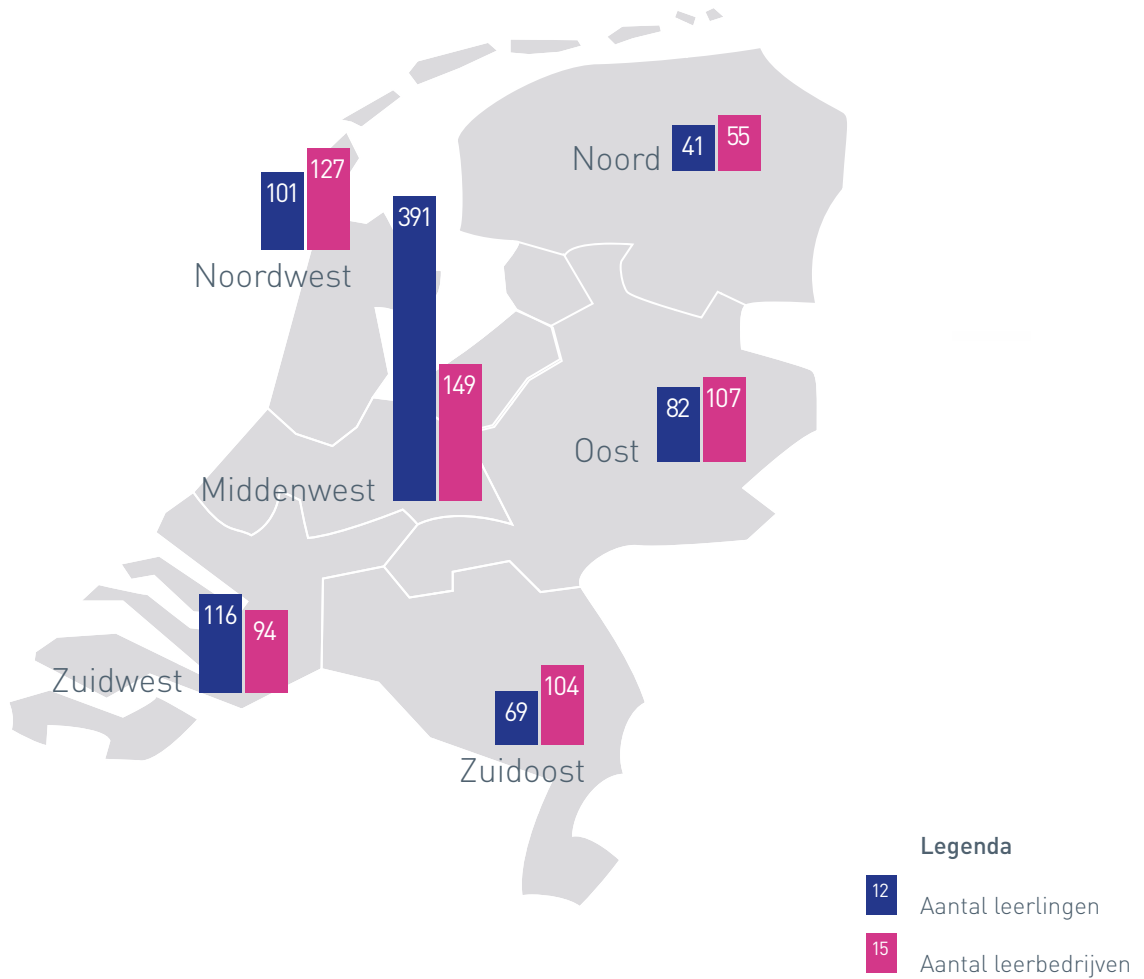 Noord
41
55
Noordwest
101
127
391
149
Middenwest
Oost
82
107
Zuidwest
116
94
Zuidoost
69
104
Legenda
12 Aantal leerlingen
15 Aantal leerbedrijven